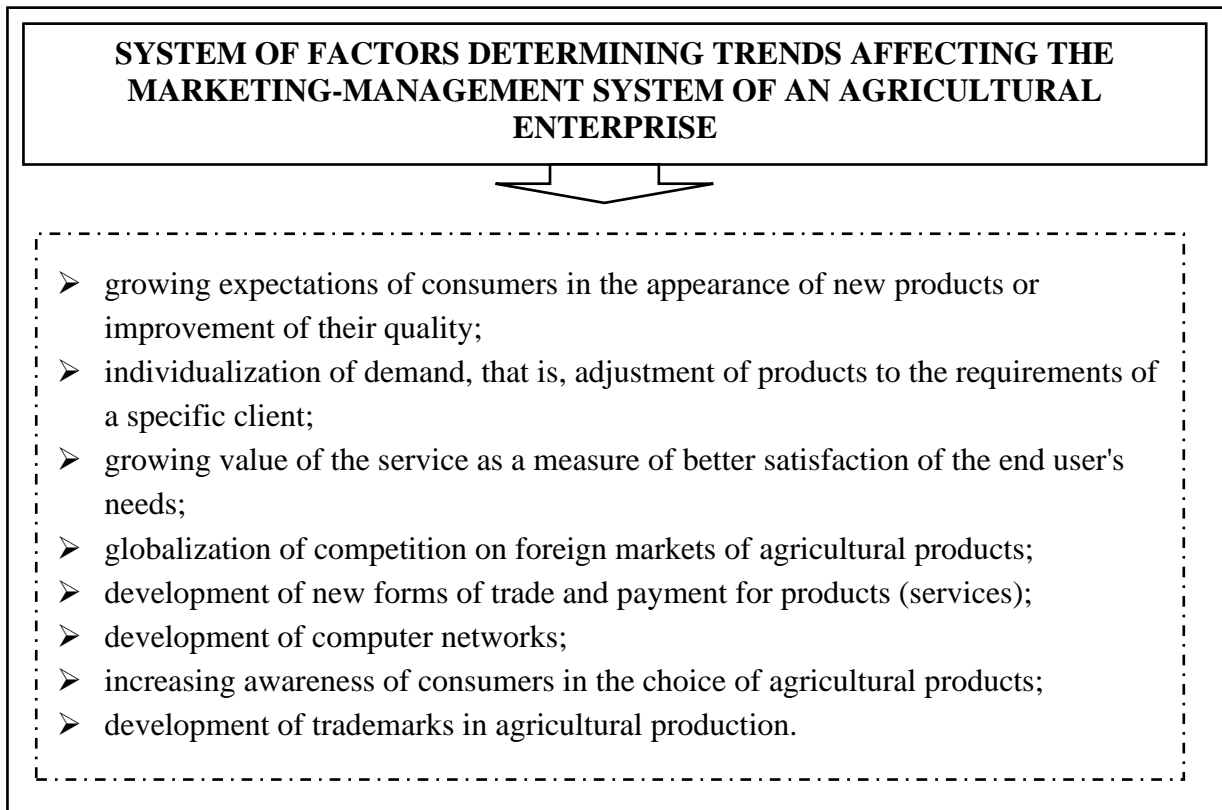 SYSTEM OF FACTORS DETERMINING TRENDS AFFECTING THE
MARKETING-MANAGEMENT SYSTEM OF AN AGRICULTURAL
ENTERPRISE
➢ growing expectations of consumers in the appearance of new products or
improvement of their quality;
➢ individualization of demand, that is, adjustment of products to the requirements of
a specific client;
➢ growing value of the service as a measure of better satisfaction of the end user's
needs;
➢ globalization of competition on foreign markets of agricultural products;
➢ development of new forms of trade and payment for products (services);
➢ development of computer networks;
➢ increasing awareness of consumers in the choice of agricultural products;
➢ development of trademarks in agricultural production.